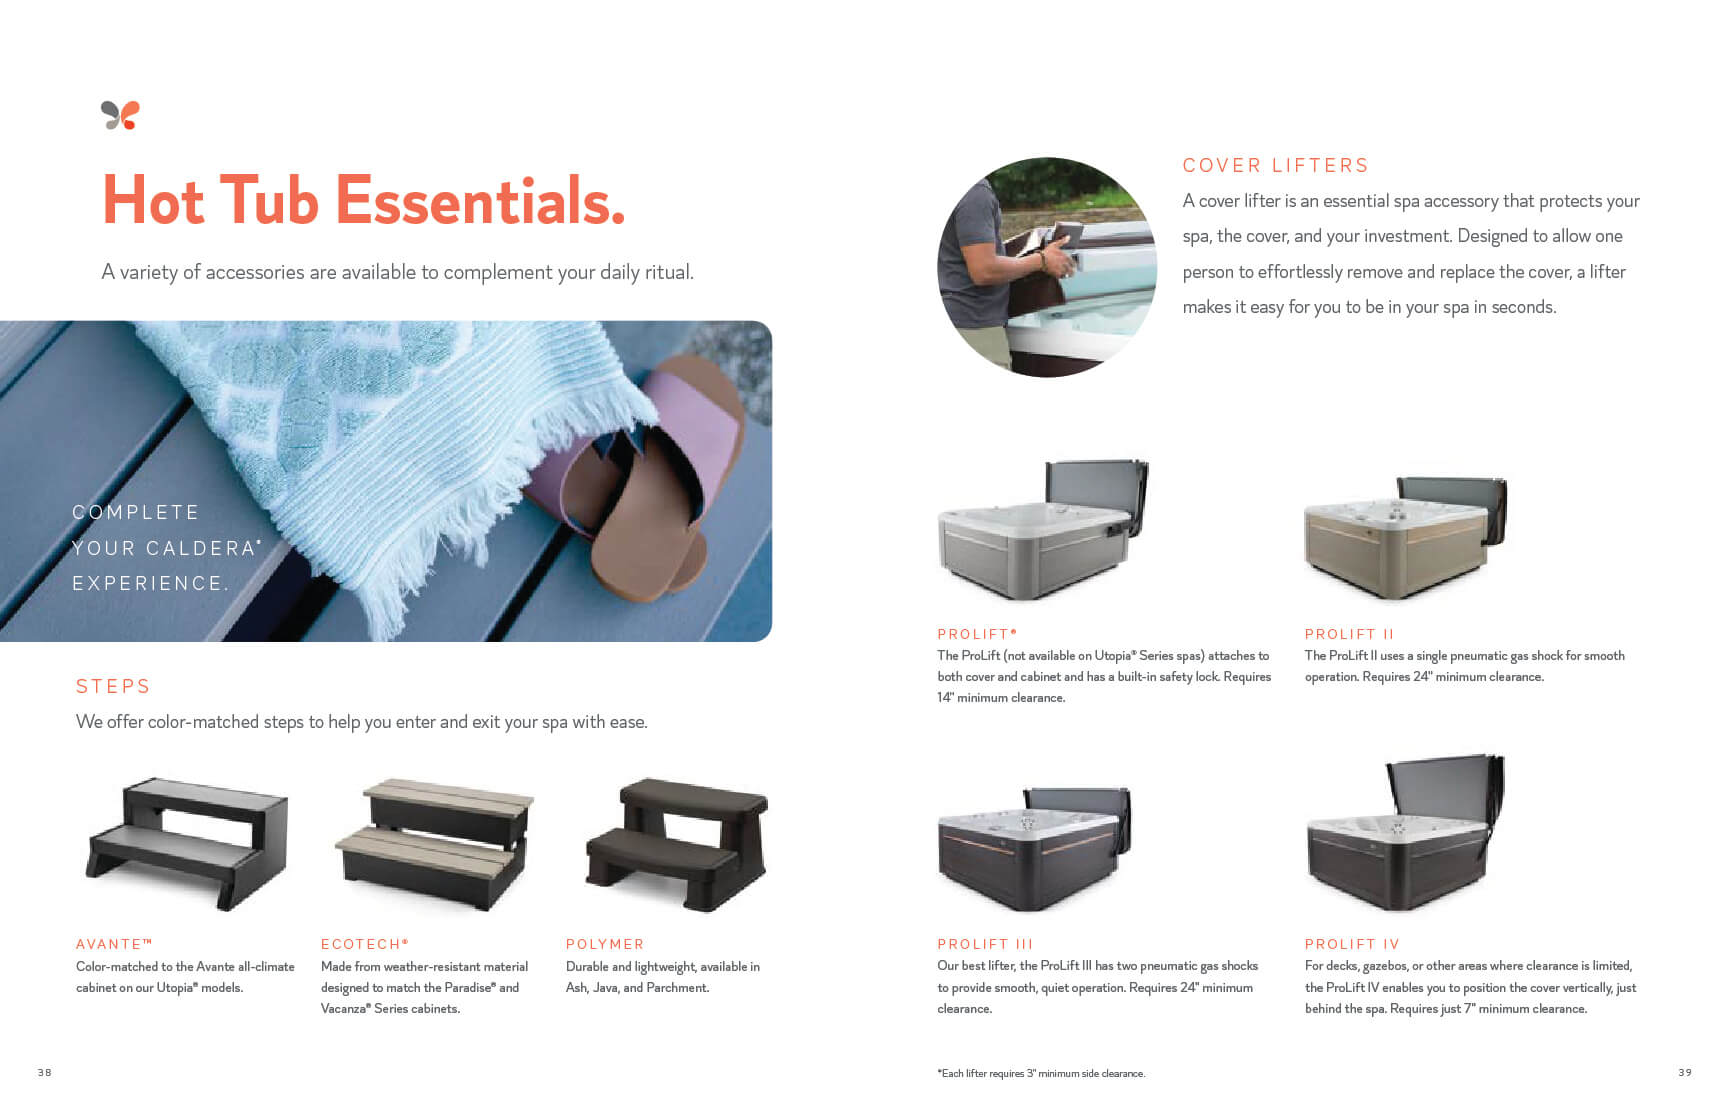 Hot Tub Essentials.
A variety of accessories are available to complement your daily ritual.
COMPLETE
YOUR CALDERA®
EXPERIENCE.
STEPS
We offer color-matched steps to help you enter and exit your spa with ease.
AVANTE™
Color-matched to the Avante all-climate
cabinet on our Utopia® models.
ECOTECH®
Made from weather-resistant material
designed to match the Paradise® and
Vacanza® Series cabinets.
POLYMER
Durable and lightweight, available in
Ash, Java, and Parchment.
38
COVER LIFTERS
A cover lifter is an essential spa accessory that protects your
spa, the cover, and your investment. Designed to allow one
person to effortlessly remove and replace the cover, a lifter
makes it easy for you to be in your spa in seconds.
PROLIFT®
The ProLift (not available on Utopia® Series spas) attaches to
both cover and cabinet and has a built-in safety lock. Requires
14" minimum clearance.
PROLIFT II
The ProLift II uses a single pneumatic gas shock for smooth
operation. Requires 24" minimum clearance.
PROLIFT III
Our best lifter, the ProLift III has two pneumatic gas shocks
to provide smooth, quiet operation. Requires 24" minimum
clearance.
PROLIFT IV
For decks, gazebos, or other areas where clearance is limited,
the ProLift IV enables you to position the cover vertically, just
behind the spa. Requires just 7" minimum clearance.
*Each lifter requires 3" minimum side clearance.
39